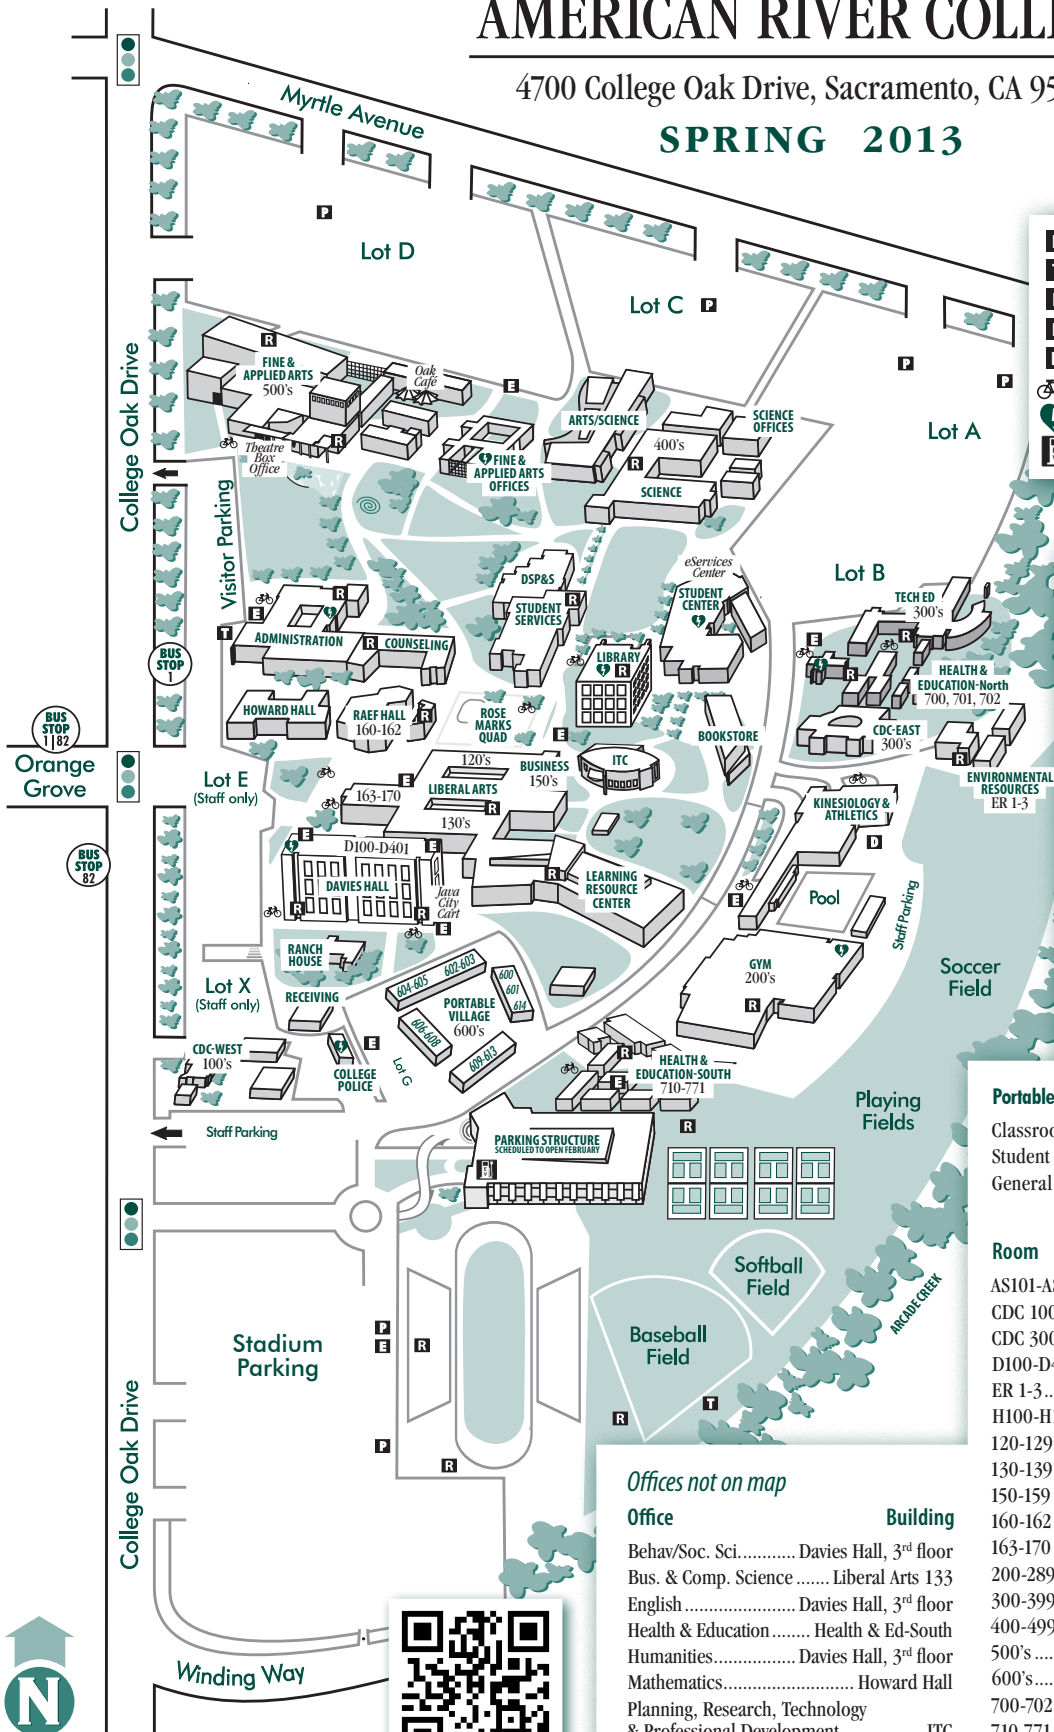 AMERICAN RIVER
4700 College Oak Drive, Sacramento, CA
SPRING 2013
Myrtle Avenue
P
Lot D
Lot C P
P
P
Lot A
College Oak Drive
R
FINE &
APPLIED ARTS
500's
Oak
Café
E
R
Theatre
Box
Office
FINE &
APPLIED ARTS
OFFICES
ARTS/SCIENCE
SCIENCE
OFFICES
400's
R
SCIENCE
Visitor Parking
DSP&S
STUDENT
SERVICES
R
eServices
Center
STUDENT
CENTER
Lot B
TECH ED
300's
R
E
R
HEALTH &
EDUCATION-North
700, 701, 702
CDC-EAST
300's
R
ENVIRONMENTAL
RESOURCES
ER 1-3
E
R
T
ADMINISTRATION
R COUNSELING
BUS
STOP
1
LIBRARY
R
HOWARD HALL
RAEF HALL
160-162
R
ROSE
MARKS
QUAD
E
BOOKSTORE
BUS
STOP
1|82
Orange
Grove
Lot E
(Staff only)
120's
BUSINESS
150's
ITC
E
163-170
LIBERAL ARTS
R
130's
KINESIOLOGY &
ATHLETICS
D
BUS
STOP
82
E
D100-D401
E
DAVIES HALL
R
R
Java
City
Cart
E
R
LEARNING
RESOURCE
CENTER
E
Pool
Staff Parking
RANCH
HOUSE
Lot X
(Staff only)
RECEIVING
604-605
602-603
600
601
614
PORTABLE
VILLAGE
600's
606-608
609-613
GYM
200's
R
Soccer
Field
CDC-WEST
100's
E
COLLEGE
POLICE
Lot G
R
HEALTH &
EDUCATION-SOUTH
710-771
E
R
Playing
Fields
Staff Parking
PARKING STRUCTURE
SCHEDULED TO OPEN FEBRUARY
EV
Softball
Field
Baseball
Field
ARCADE CREEK
Stadium
Parking
P
E
R
R
T
P
R
College Oak Drive
Winding Way
N
Offices not on map
Office Building
Behav/Soc. Sci............ Davies Hall, 3rd floor
Bus. & Comp. Science ....... Liberal Arts 133
English ...................... Davies Hall, 3rd floor
Health & Education ........ Health & Ed-South
Humanities................ Davies Hall, 3rd floor
Mathematics.......................... Howard Hall
Planning, Research, Technology
& Professional Development ITC
Portable
Student
General
Room
CDC
CDC
ER 1-3
120-129
130-139
150-159
160-162
163-170
200-289
300-399
400-499
500's
600's
700-702
710-771